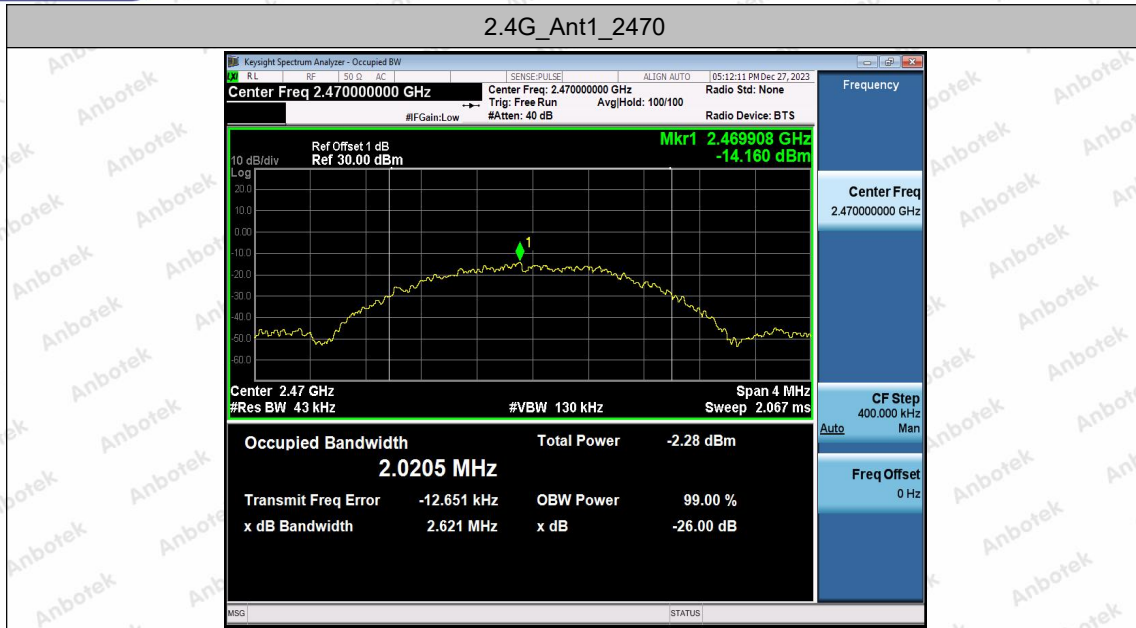 2.4G_Ant1_2470
Keysight Spectrum Analyzer - Occupied BW
LXI RL RF 50 Ω AC SENSE:PULSE ALIGN AUTO 05:12:11 PM Dec 27, 2023
Center Freq 2.470000000 GHz
Center Freq: 2.470000000 GHz
Radio Std: None
Trig: Free Run Avg|Hold: 100/100
#IFGain:Low #Atten: 40 dB Radio Device: BTS
Frequency
Ref Offset 1 dB
10 dB/div Ref 30.00 dBm
Mkr1 2.469908 GHz
-14.160 dBm
Log
20.0
10.0
0.00
-10.0
-20.0
-30.0
-40.0
-50.0
-60.0
1
Center 2.47 GHz Span 4 MHz
#Res BW 43 kHz #VBW 130 kHz Sweep 2.067 ms
Occupied Bandwidth Total Power -2.28 dBm
2.0205 MHz
Transmit Freq Error -12.651 kHz OBW Power 99.00 %
x dB Bandwidth 2.621 MHz x dB -26.00 dB
Center Freq
2.470000000 GHz
CF Step
400.000 kHz
Auto Man
Freq Offset
0 Hz
MSG STATUS
Anbotek